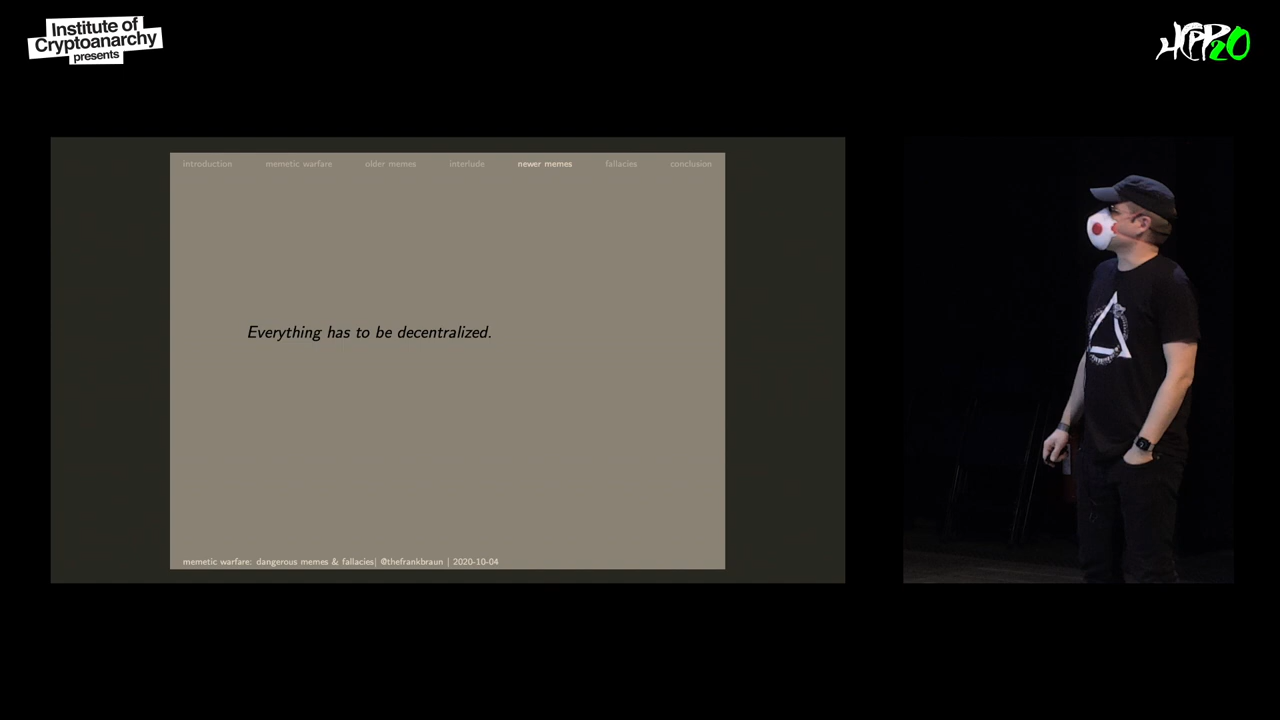 Institute of
Cryptoanarchy
presents
HCPP20
introduction memetic warfare older memes interlude newer memes fallacies conclusion
Everything has to be decentralized.
memetic warfare: dangerous memes & fallacies| @thefrankbraun | 2020-10-04